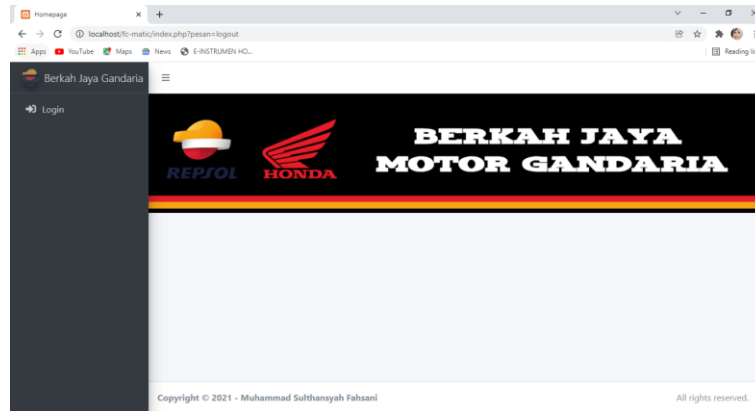 Homepage
localhost/fc-matic/index.php?pesan=logout
Apps YouTube Maps News E-INSTRUMEN HO...
Reading li
Berkah Jaya Gandaria
Login
REPSOL
HONDA
BERKAH JAYA
MOTOR GANDARIA
Copyright © 2021 - Muhammad Sulthansyah Fahsani
All rights reserved.